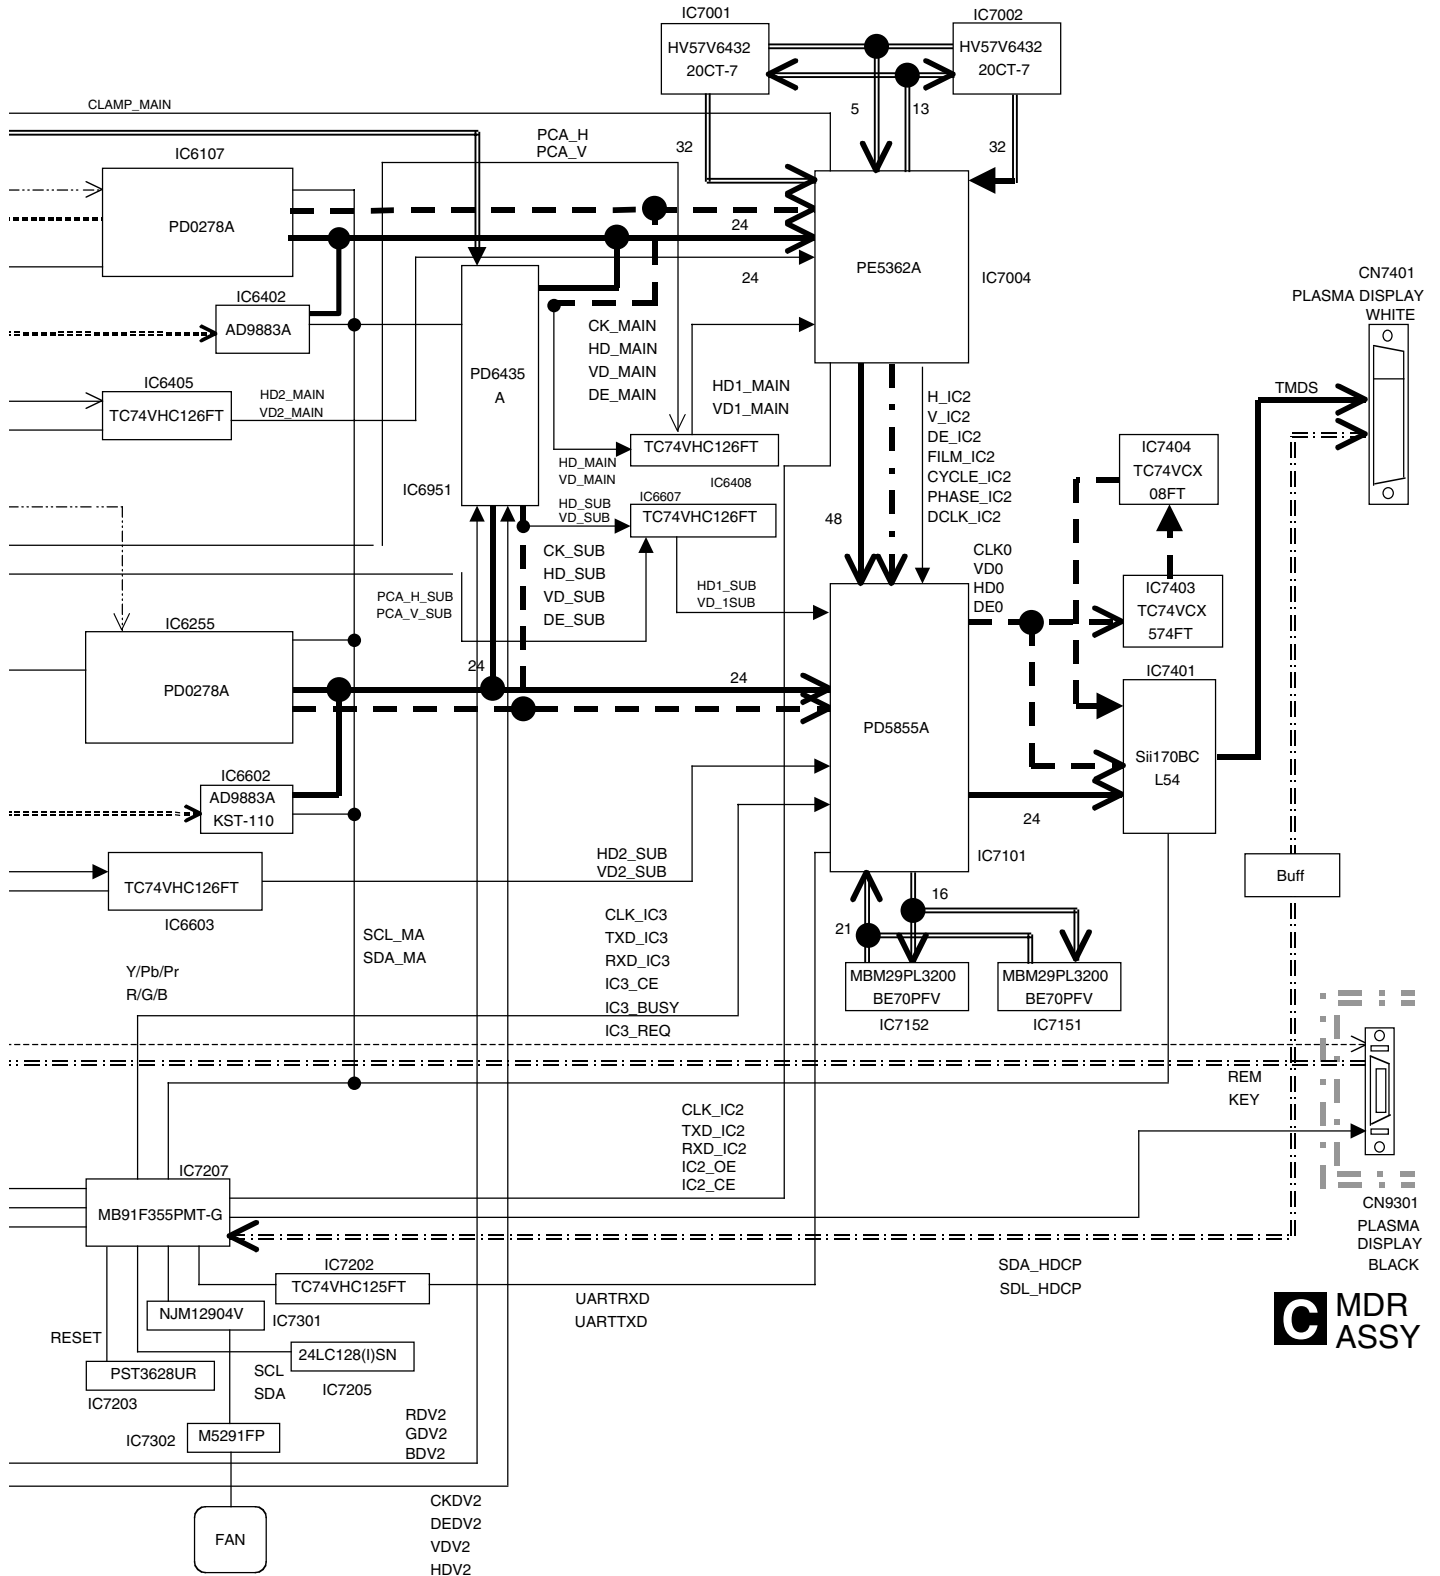 IC7001
IC7002
HV57V6432
20CT-7
HV57V6432
20CT-7
CLAMP_MAIN
5
13
PCA_H
PCA_V
32
32
IC6107
PD0278A
24
PE5362A
IC7004
24
CN7401
PLASMA DISPLAY
WHITE
IC6402
AD9883A
CK_MAIN
HD_MAIN
VD_MAIN
DE_MAIN
PD6435
A
IC6405
TC74VHC126FT
HD2_MAIN
VD2_MAIN
HD1_MAIN
VD1_MAIN
H_IC2
V_IC2
DE_IC2
FILM_IC2
CYCLE_IC2
PHASE_IC2
DCLK_IC2
TMDS
TC74VHC126FT
IC6408
HD_MAIN
VD_MAIN
IC7404
TC74VCX
08FT
IC6951
IC6607
TC74VHC126FT
HD_SUB
VD_SUB
48
CK_SUB
HD_SUB
VD_SUB
DE_SUB
CLK0
VD0
HD0
DE0
IC7403
TC74VCX
574FT
PCA_H_SUB
PCA_V_SUB
HD1_SUB
VD_1SUB
IC6255
PD0278A
24
24
IC7401
Sii170BC
L54
PD5855A
IC6602
AD9883A
KST-110
24
IC7101
HD2_SUB
VD2_SUB
TC74VHC126FT
IC6603
Buff
16
21
CLK_IC3
TXD_IC3
RXD_IC3
IC3_CE
IC3_BUSY
IC3_REQ
SCL_MA
SDA_MA
Y/Pb/Pr
R/G/B
MBM29PL3200
BE70PFV
IC7152
MBM29PL3200
BE70PFV
IC7151
REM
KEY
CLK_IC2
TXD_IC2
RXD_IC2
IC2_OE
IC2_CE
IC7207
MB91F355PMT-G
CN9301
PLASMA
DISPLAY
BLACK
IC7202
TC74VHC125FT
SDA_HDCP
SDL_HDCP
UARTRXD
UARTTXD
NJM12904V
IC7301
C MDR
ASSY
RESET
24LC128(I)SN
IC7205
SCL
SDA
PST3628UR
IC7203
IC7302
M5291FP
RDV2
GDV2
BDV2
FAN
CKDV2
DEDV2
VDV2
HDV2